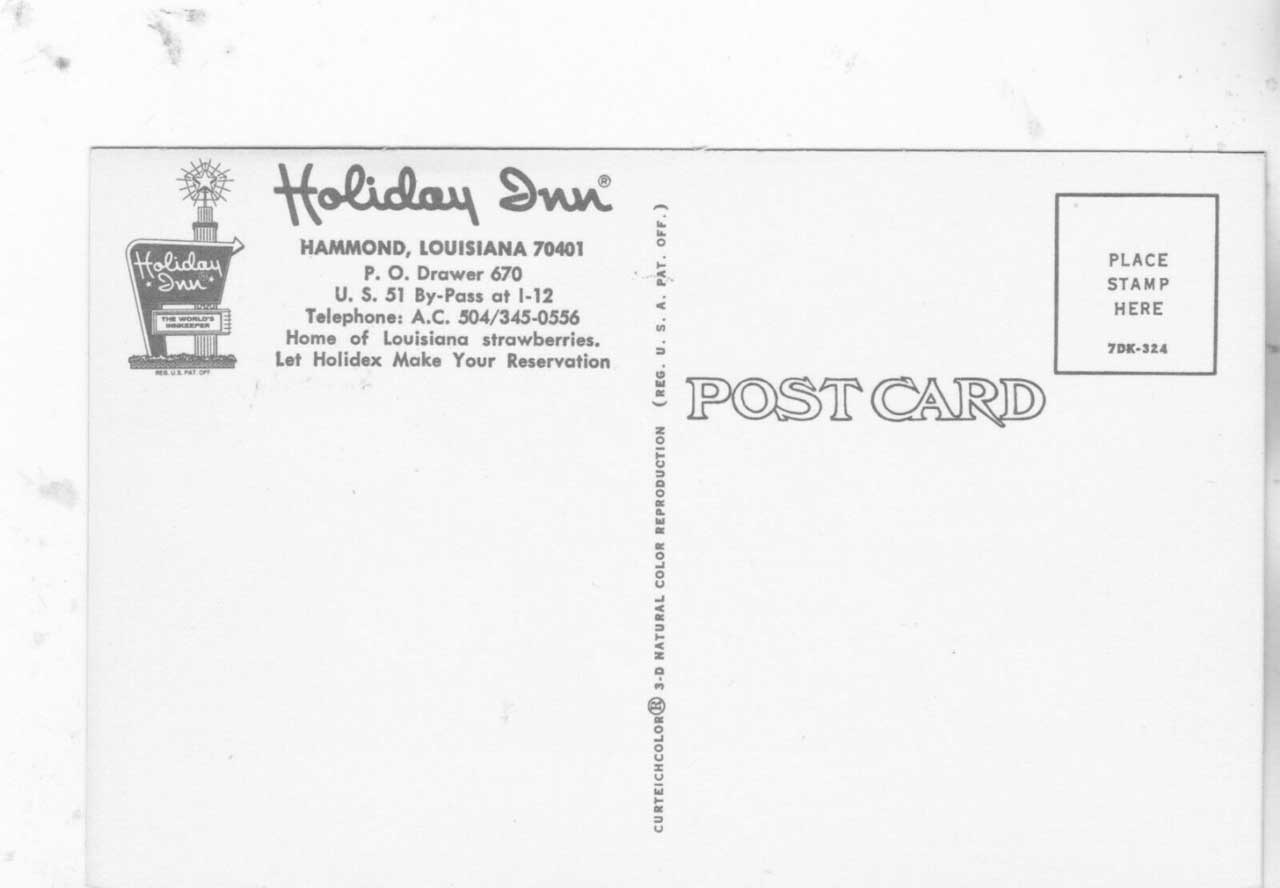 Holiday Inn®
HAMMOND, LOUISIANA 70401
P. O. Drawer 670
U. S. 51 By-Pass at I-12
Telephone: A.C. 504/345-0556
Home of Louisiana strawberries.
Let Holidex Make Your Reservation
Holiday
Inn®
THE WORLD'S
INNKEEPER
REG. U.S. PAT. OFF.
CURTEICHCOLOR® 3-D NATURAL COLOR REPRODUCTION (REG. U. S. A. PAT. OFF.)
POST CARD
PLACE
STAMP
HERE
7DK-324